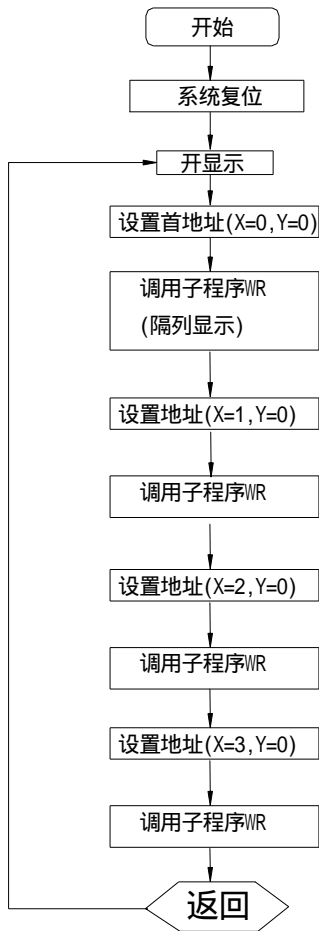 开始
系统复位
开显示
设置首地址(X=0,Y=0)
调用子程序WR
(隔列显示)
设置地址(X=1,Y=0)
调用子程序WR
设置地址(X=2,Y=0)
调用子程序WR
设置地址(X=3,Y=0)
调用子程序WR
返回